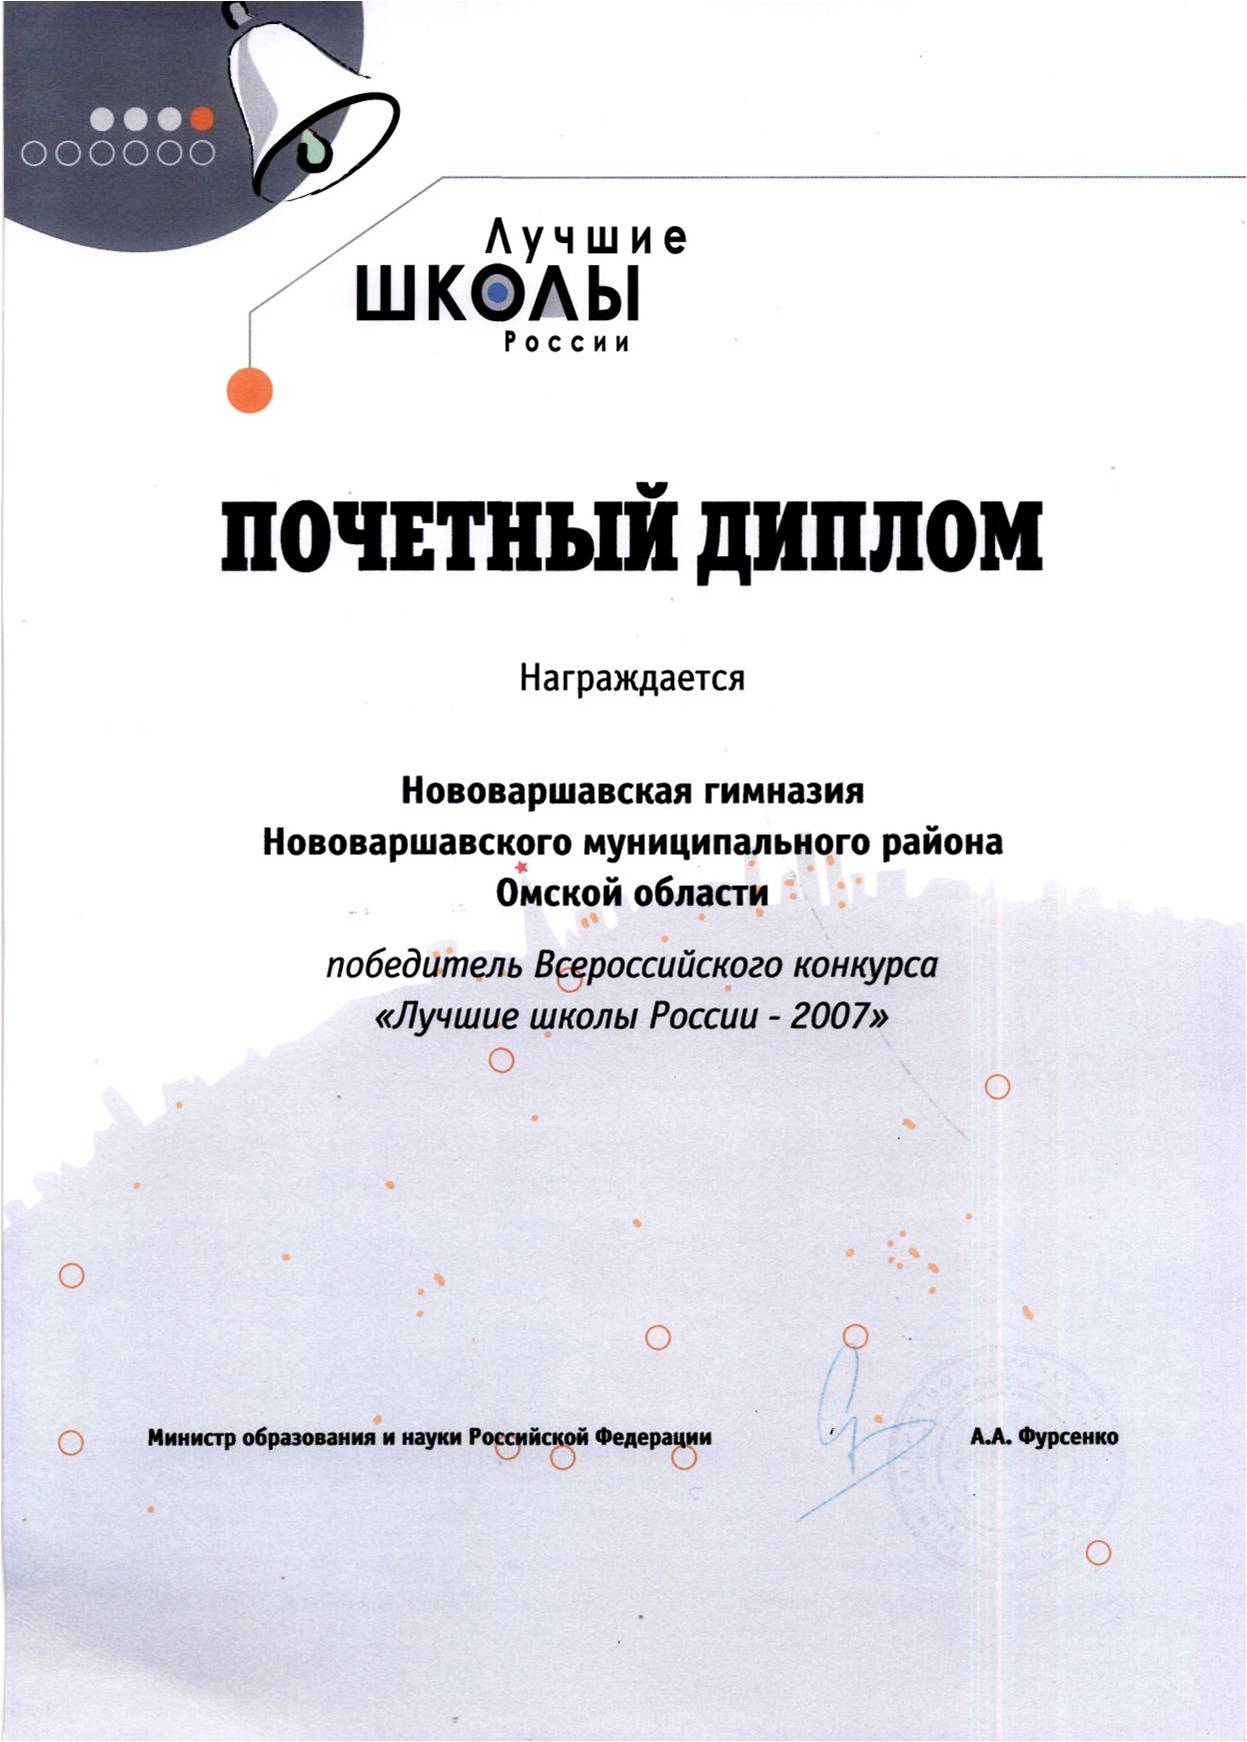 Лучшие
ШКОЛЫ
России
ПОЧЕТНЫЙ ДИПЛОМ
Награждается
Нововаршавская гимназия
Нововаршавского муниципального района
Омской области
победитель Всероссийского конкурса
«Лучшие школы России - 2007»
Министр образования и науки Российской Федерации
А.А. Фурсенко